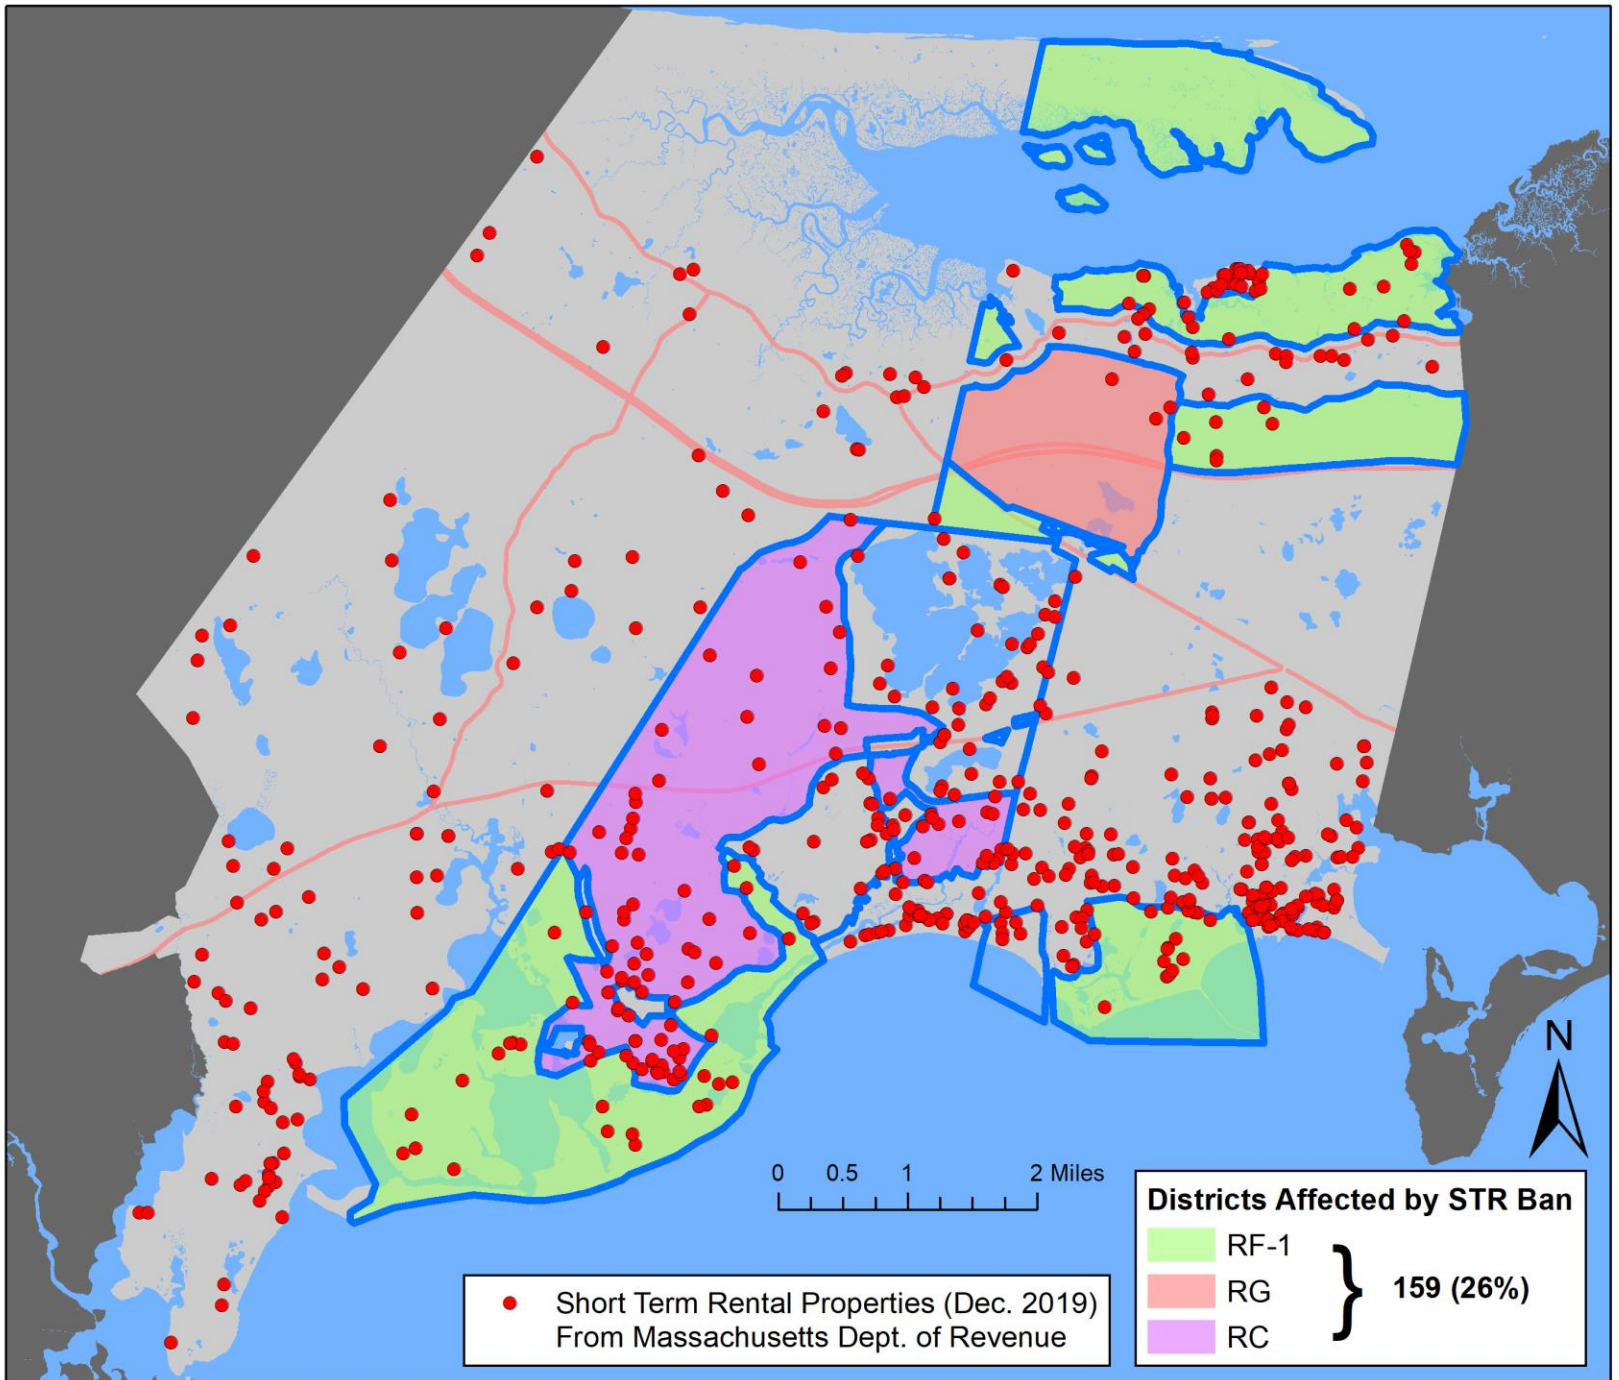 N
0 0.5 1 2 Miles
Districts Affected by STR Ban
RF-1
RG
RC
159 (26%)
Short Term Rental Properties (Dec. 2019)
From Massachusetts Dept. of Revenue